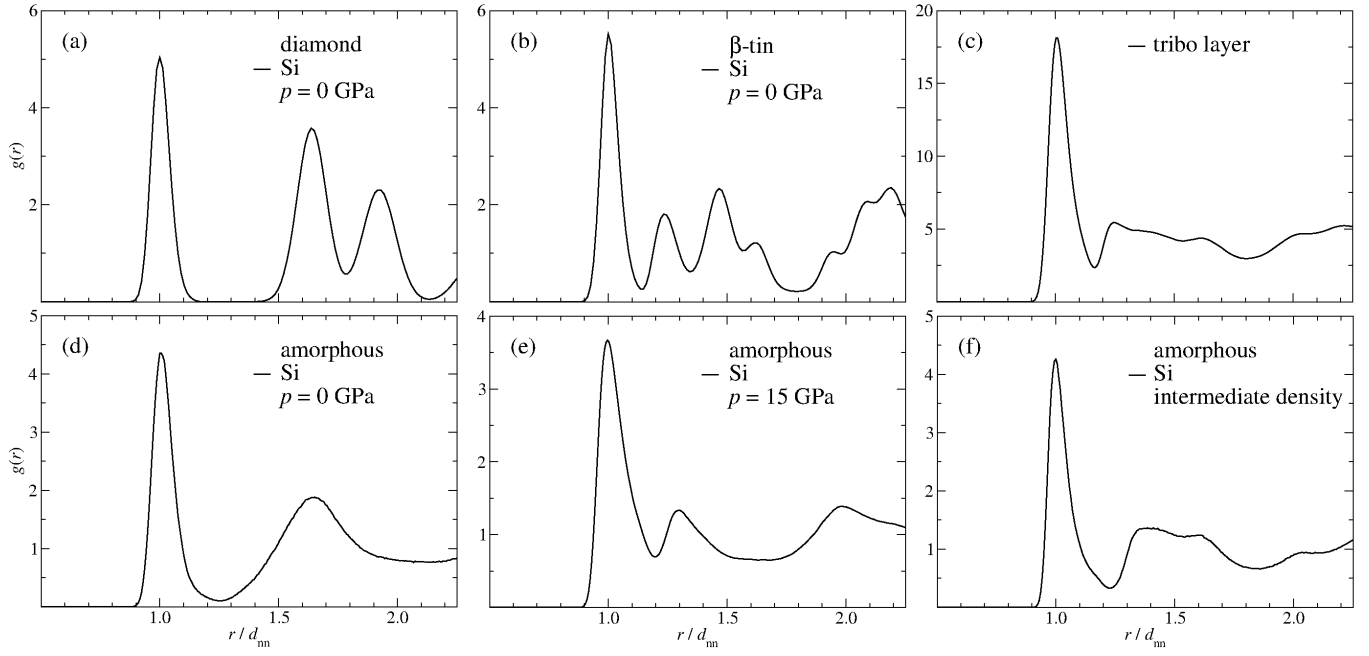 (a)
diamond
Si
p = 0 GPa
g(r)
6
4
2
(b)
β-tin
Si
p = 0 GPa
6
4
2
(c)
tribo layer
20
15
10
5
(d)
amorphous
Si
p = 0 GPa
g(r)
5
4
3
2
1
1.0 1.5 2.0
r / dnn
(e)
amorphous
Si
p = 15 GPa
4
3
2
1
1.0 1.5 2.0
r / dnn
(f)
amorphous
Si
intermediate density
5
4
3
2
1
1.0 1.5 2.0
r / dnn